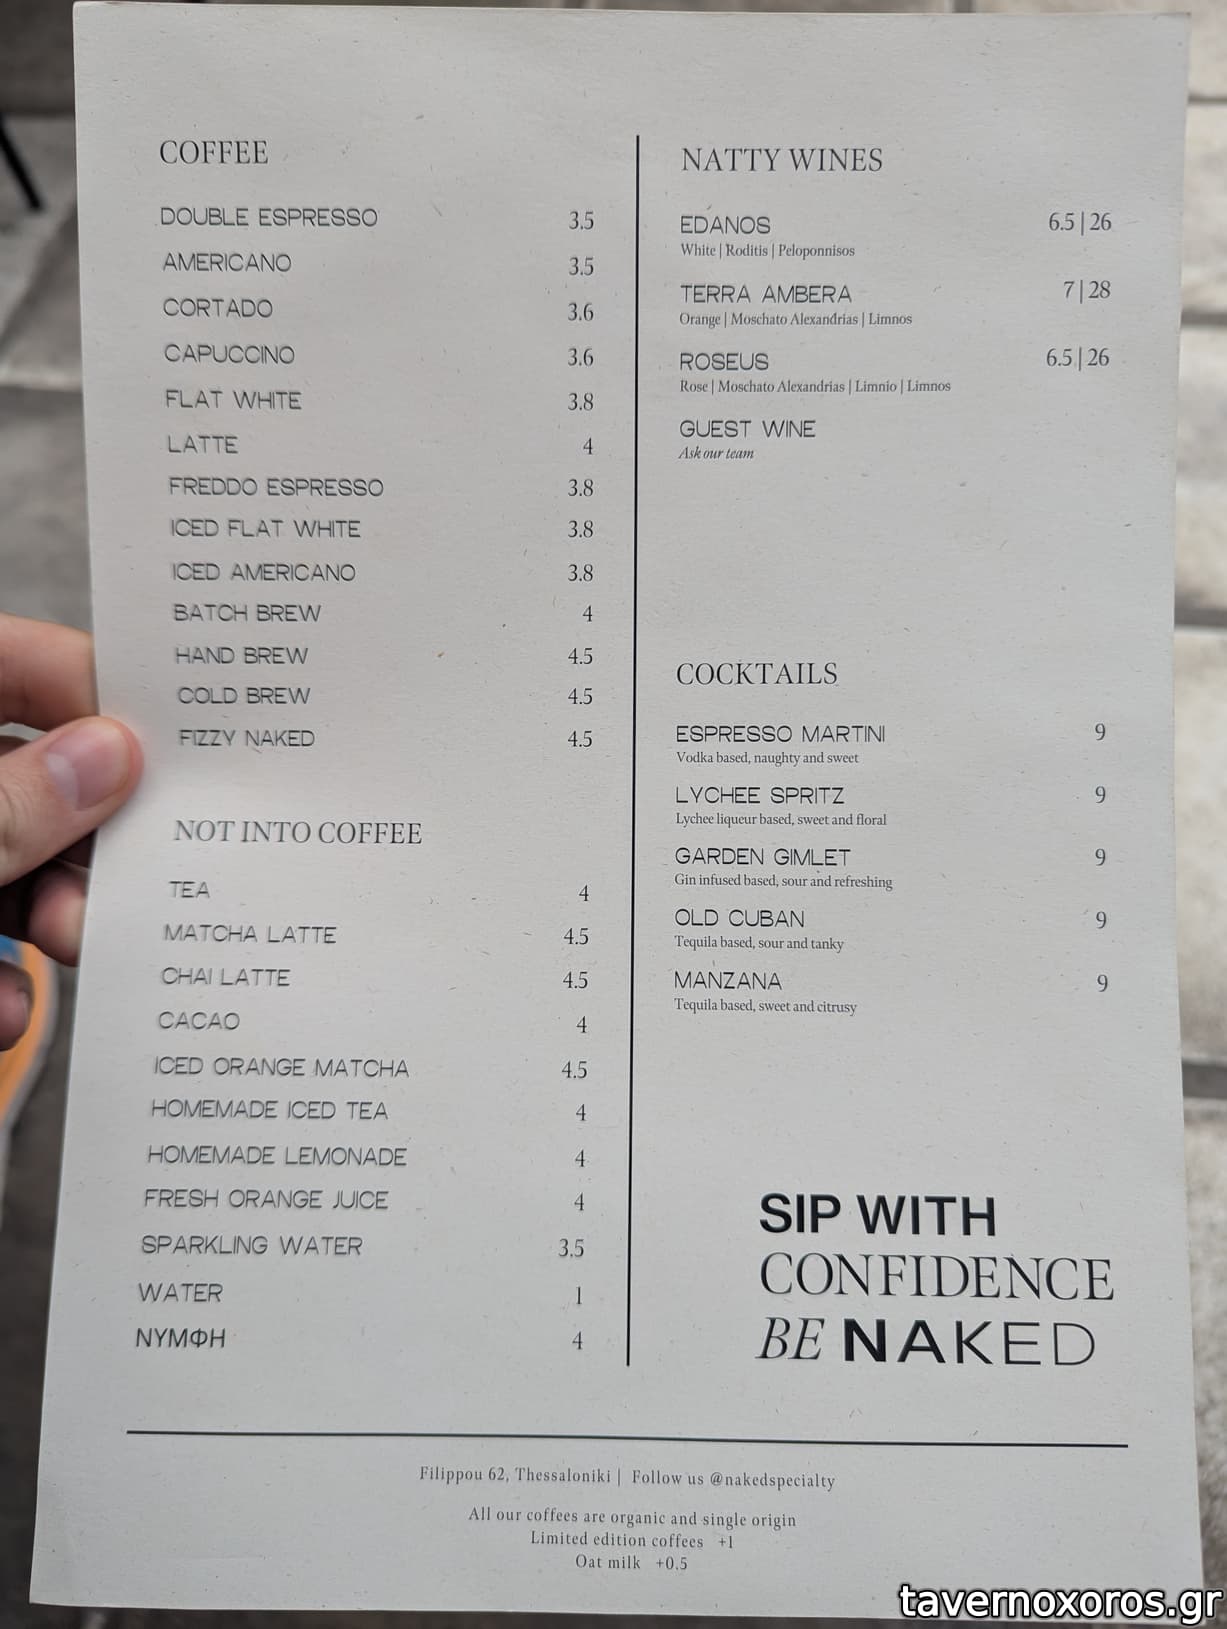 COFFEE
DOUBLE ESPRESSO 3.5
AMERICANO 3.5
CORTADO 3.6
CAPUCCINO 3.6
FLAT WHITE 3.8
LATTE 4
FREDDO ESPRESSO 3.8
ICED FLAT WHITE 3.8
ICED AMERICANO 3.8
BATCH BREW 4
HAND BREW 4.5
COLD BREW 4.5
FIZZY NAKED 4.5
NOT INTO COFFEE
TEA 4
MATCHA LATTE 4.5
CHAI LATTE 4.5
CACAO 4
ICED ORANGE MATCHA 4.5
HOMEMADE ICED TEA 4
HOMEMADE LEMONADE 4
FRESH ORANGE JUICE 4
SPARKLING WATER 3.5
WATER 1
ΝΥΜΦΗ 4
NATTY WINES
EDANOS 6.5 | 26
White | Roditis | Peloponnisos
TERRA AMBERA 7 | 28
Orange | Moschato Alexandrias | Limnos
ROSEUS 6.5 | 26
Rose | Moschato Alexandrias | Limnio | Limnos
GUEST WINE
Ask our team
COCKTAILS
ESPRESSO MARTINI 9
Vodka based, naughty and sweet
LYCHEE SPRITZ 9
Lychee liqueur based, sweet and floral
GARDEN GIMLET 9
Gin infused based, sour and refreshing
OLD CUBAN 9
Tequila based, sour and tanky
MANZANA 9
Tequila based, sweet and citrusy
SIP WITH
CONFIDENCE
BE NAKED
Filippou 62, Thessaloniki | Follow us @nakedspecialty
All our coffees are organic and single origin
Limited edition coffees +1
Oat milk +0.5
tavernoxoros.gr